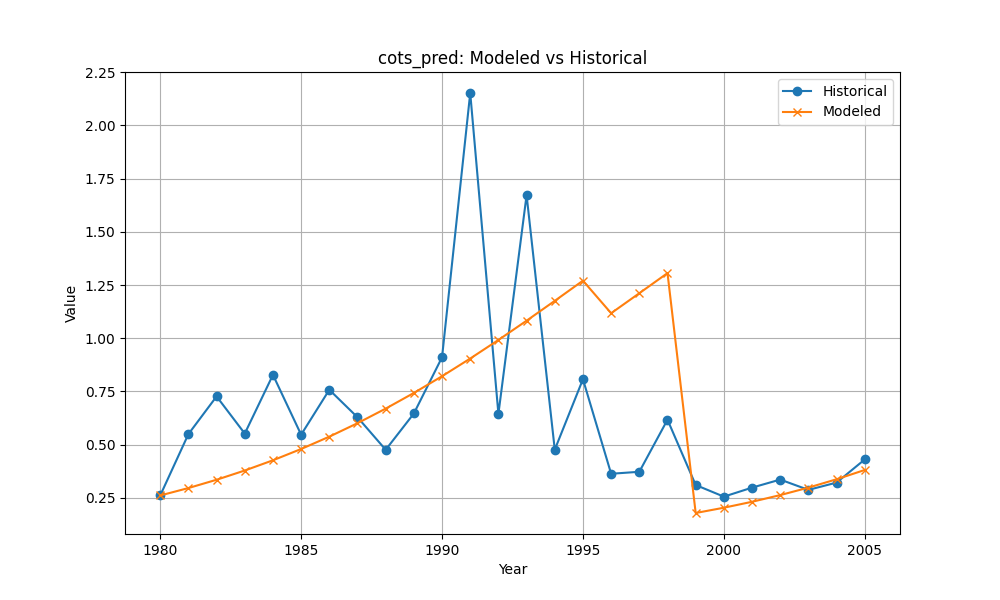 cots_pred: Modeled vs Historical
Historical
Modeled
2.25
2.00
1.75
1.50
1.25
1.00
0.75
0.50
0.25
Value
1980 1985 1990 1995 2000 2005
Year